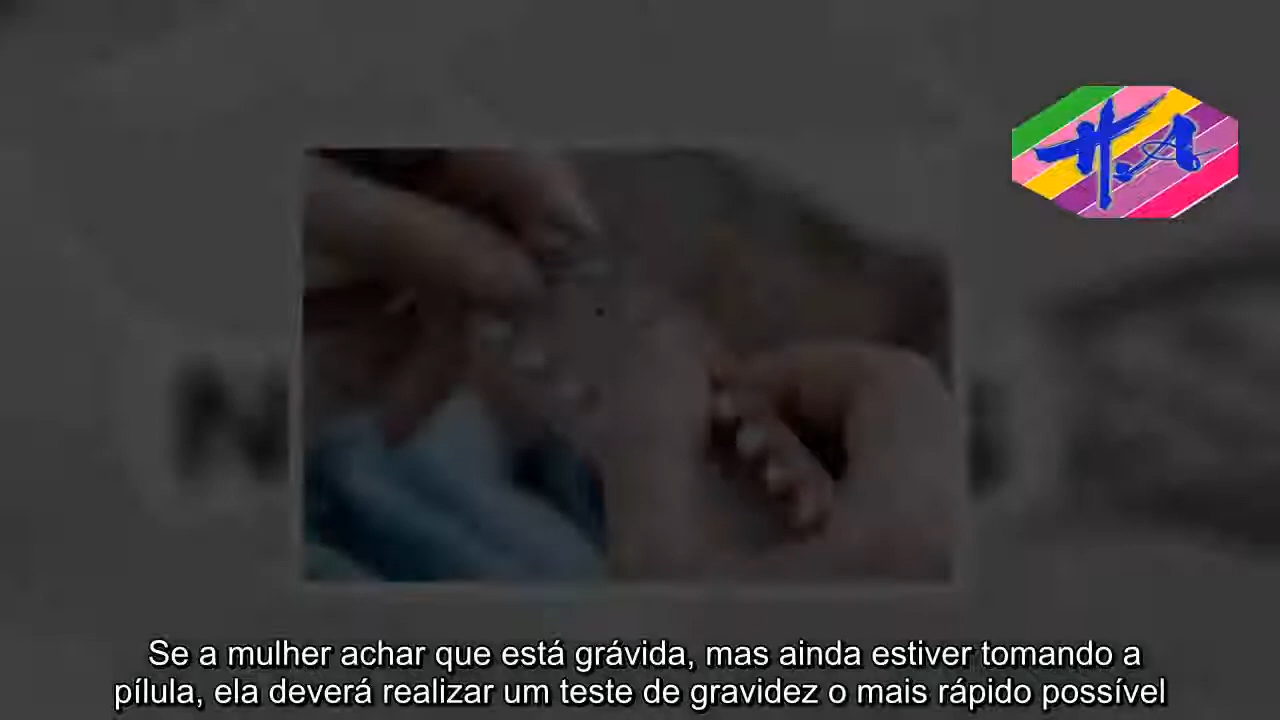 H.A
Se a mulher achar que está grávida, mas ainda estiver tomando a
pílula, ela deverá realizar um teste de gravidez o mais rápido possível